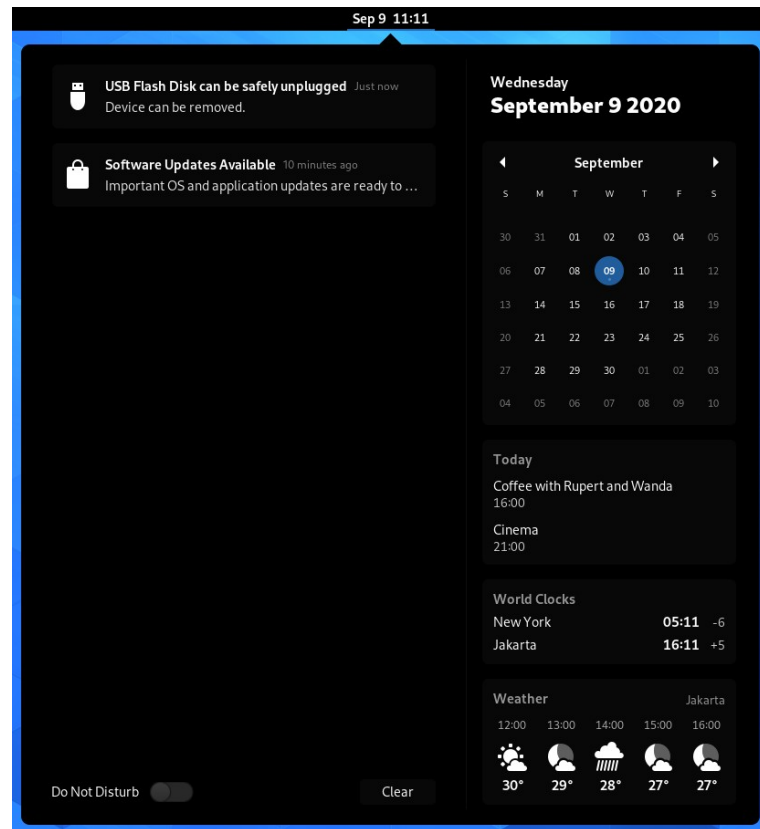 Sep 9 11:11
USB Flash Disk can be safely unplugged Just now
Device can be removed.
Software Updates Available 10 minutes ago
Important OS and application updates are ready to …
Do Not Disturb
Clear
Wednesday
September 9 2020
September
S M T W T F S
30 31 01 02 03 04 05
06 07 08 09 10 11 12
13 14 15 16 17 18 19
20 21 22 23 24 25 26
27 28 29 30 01 02 03
04 05 06 07 08 09 10
Today
Coffee with Rupert and Wanda
16:00
Cinema
21:00
World Clocks
New York 05:11 -6
Jakarta 16:11 +5
Weather Jakarta
12:00 13:00 14:00 15:00 16:00
30° 29° 28° 27° 27°